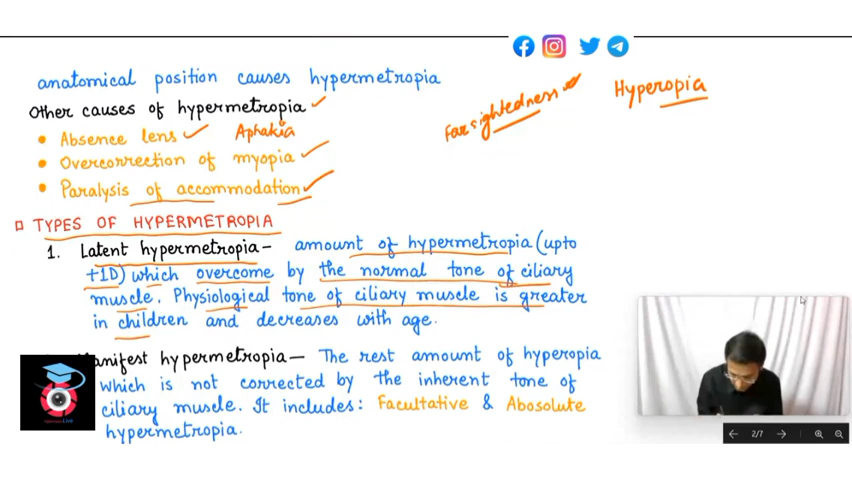 anatomical position causes hypermetropia
Hyperopia
Farsightedness
Other causes of hypermetropia
Absence lens Aphakia
Overcorrection of myopia
Paralysis of accommodation
TYPES OF HYPERMETROPIA
1. Latent hypermetropia- amount of hypermetropia (upto
+1D) which overcome by the normal tone of ciliary
muscle. Physiological tone of ciliary muscle is greater
in children and decreases with age.
anifest hypermetropia- The rest amount of hyperopia
which is not corrected by the inherent tone of
ciliary muscle. It includes: Facultative & Abosolute
hypermetropia.
2/7